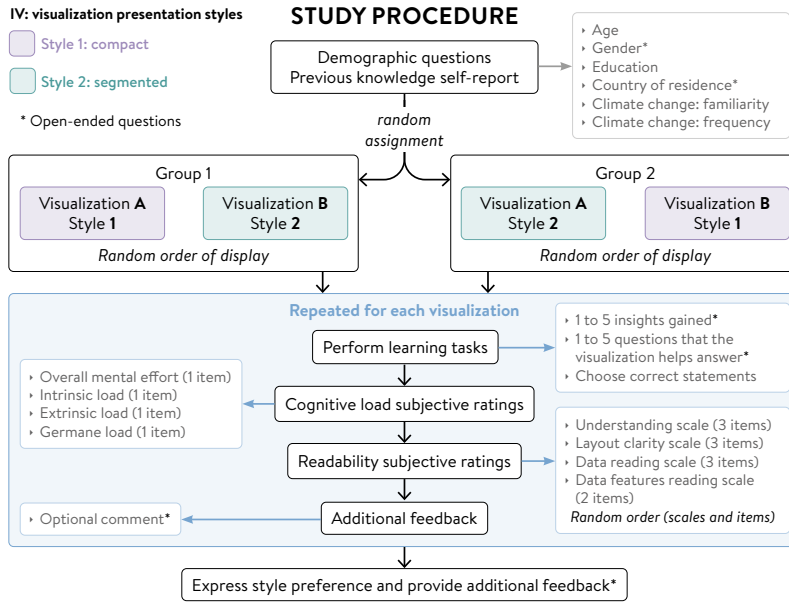 IV: visualization presentation styles
Style 1: compact
Style 2: segmented
* Open-ended questions
STUDY PROCEDURE
Demographic questions
Previous knowledge self-report
‣ Age
‣ Gender*
‣ Education
‣ Country of residence*
‣ Climate change: familiarity
‣ Climate change: frequency
random
assignment
Group 1
Visualization A
Style 1
Visualization B
Style 2
Random order of display
Group 2
Visualization A
Style 2
Visualization B
Style 1
Random order of display
Repeated for each visualization
Perform learning tasks
‣ 1 to 5 insights gained*
‣ 1 to 5 questions that the
visualization helps answer*
‣ Choose correct statements
‣ Overall mental effort (1 item)
‣ Intrinsic load (1 item)
‣ Extrinsic load (1 item)
‣ Germane load (1 item)
Cognitive load subjective ratings
Readability subjective ratings
‣ Understanding scale (3 items)
‣ Layout clarity scale (3 items)
‣ Data reading scale (3 items)
‣ Data features reading scale
(2 items)
Random order (scales and items)
‣ Optional comment*
Additional feedback
Express style preference and provide additional feedback*